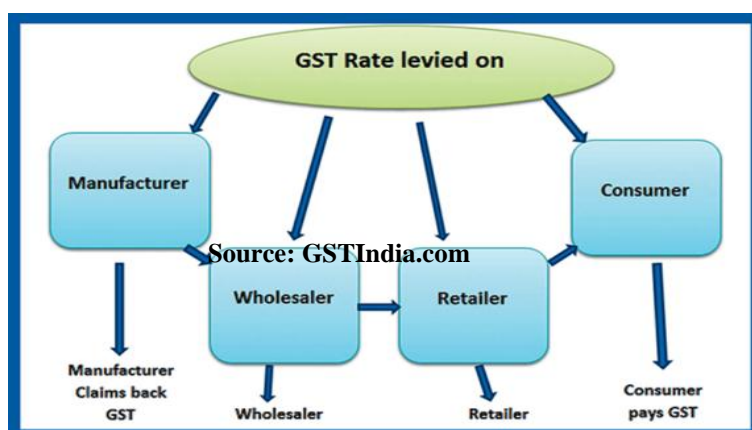 GST Rate levied on
Manufacturer
Consumer
Source: GSTIndia.com
Wholesaler
Retailer
Manufacturer
Claims back
GST
Wholesaler
Retailer
Consumer
pays GST